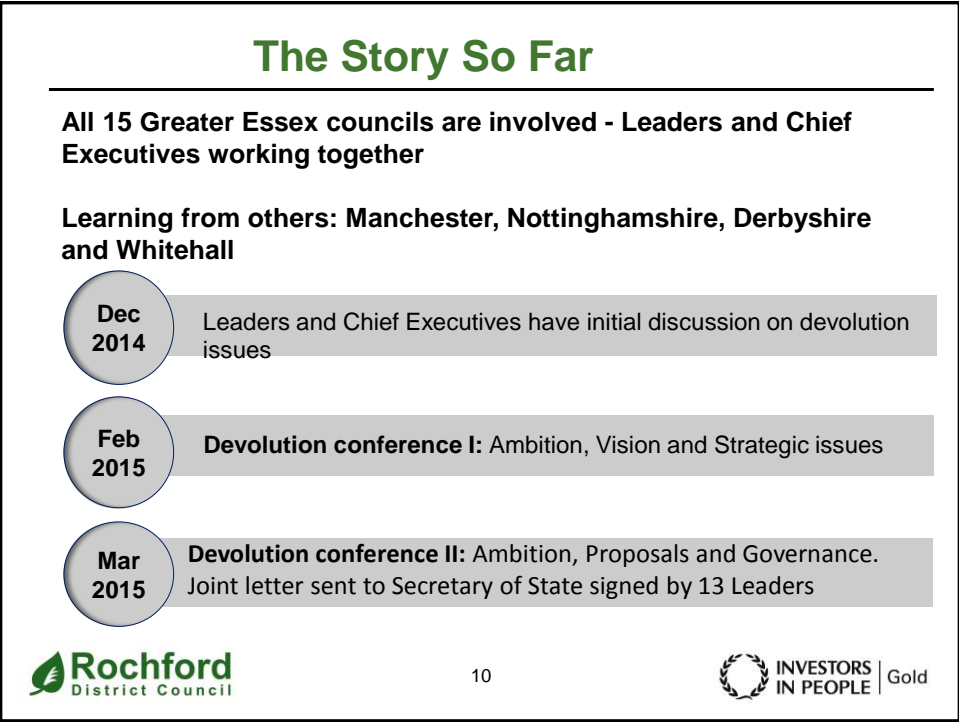 The Story So Far
All 15 Greater Essex councils are involved - Leaders and Chief
Executives working together
Learning from others: Manchester, Nottinghamshire, Derbyshire
and Whitehall
Dec
2014
Leaders and Chief Executives have initial discussion on devolution
issues
Feb
2015
Devolution conference I: Ambition, Vision and Strategic issues
Mar
2015
Devolution conference II: Ambition, Proposals and Governance.
Joint letter sent to Secretary of State signed by 13 Leaders
Rochford
District Council
10
INVESTORS
IN PEOPLE
Gold